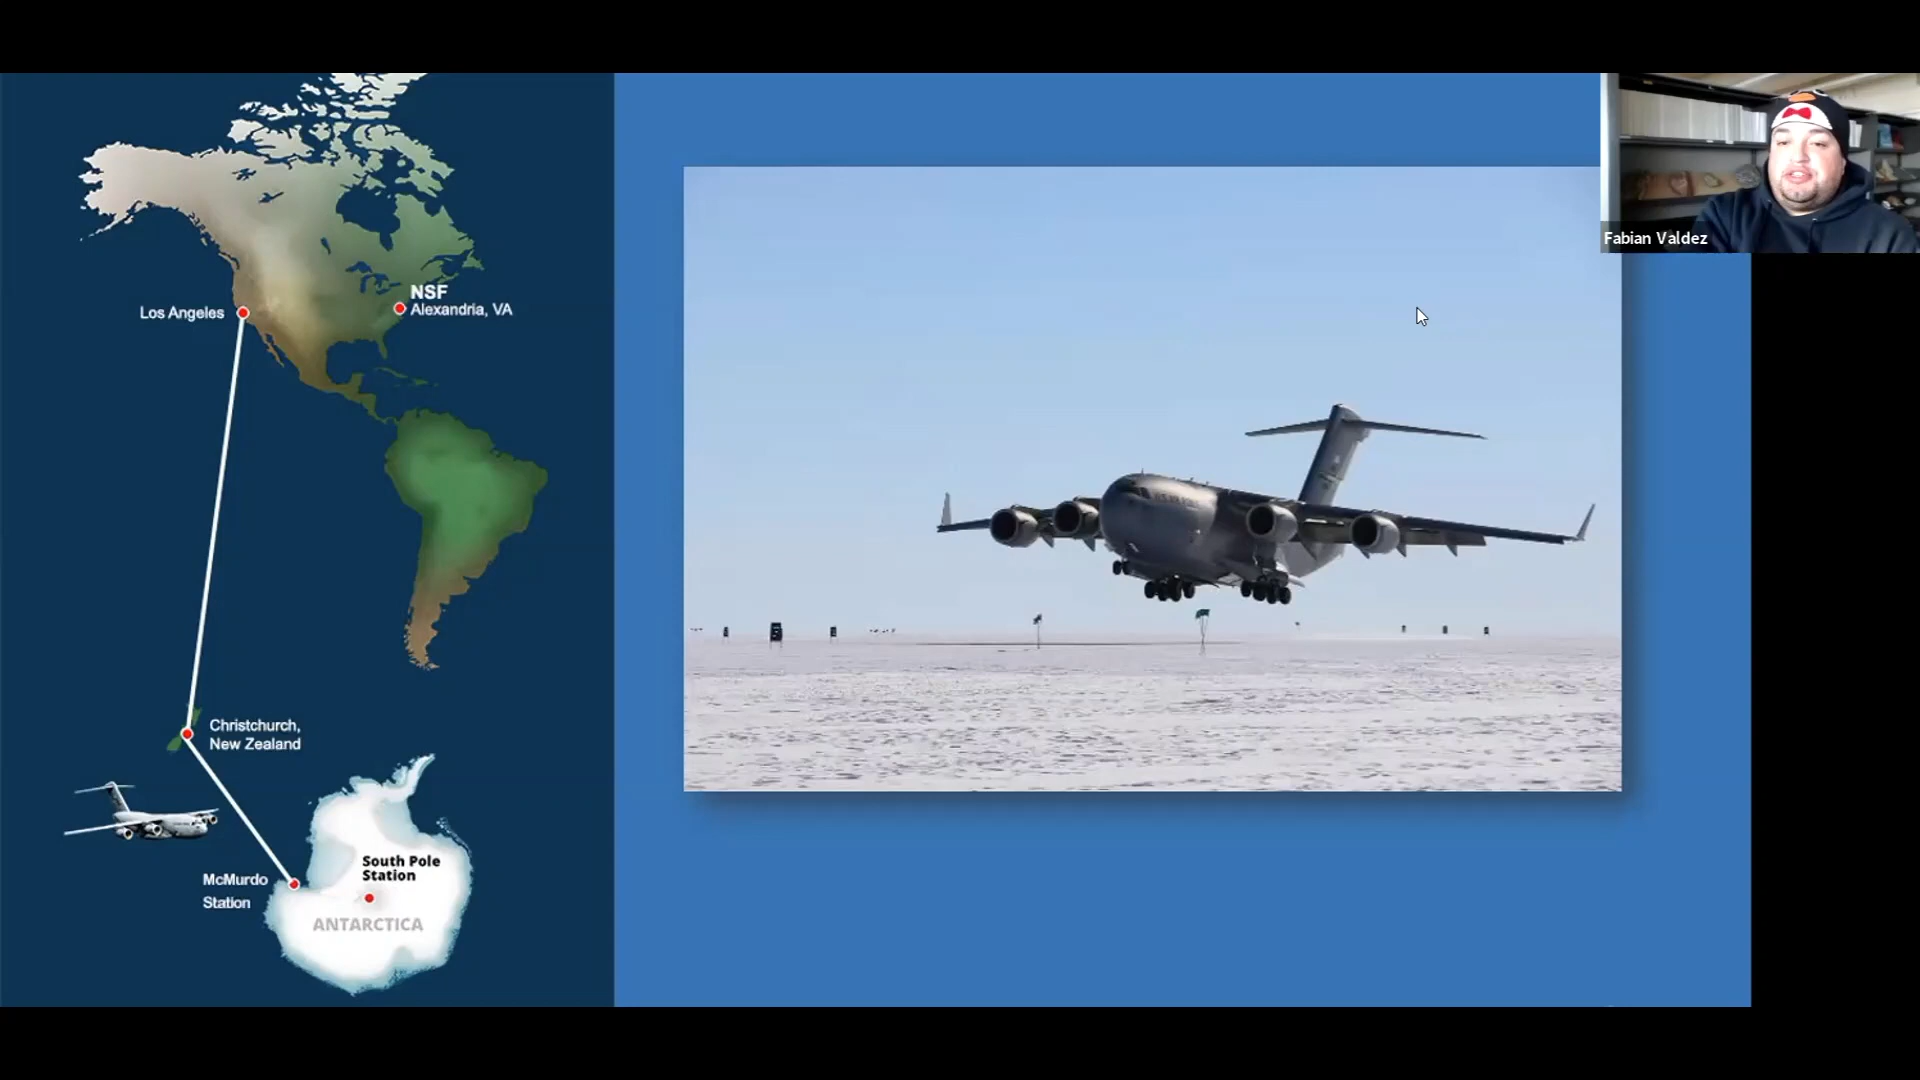 NSF
Los Angeles
Alexandria, VA
Christchurch,
New Zealand
McMurdo
Station
South Pole
Station
ANTARCTICA
Fabian Valdez